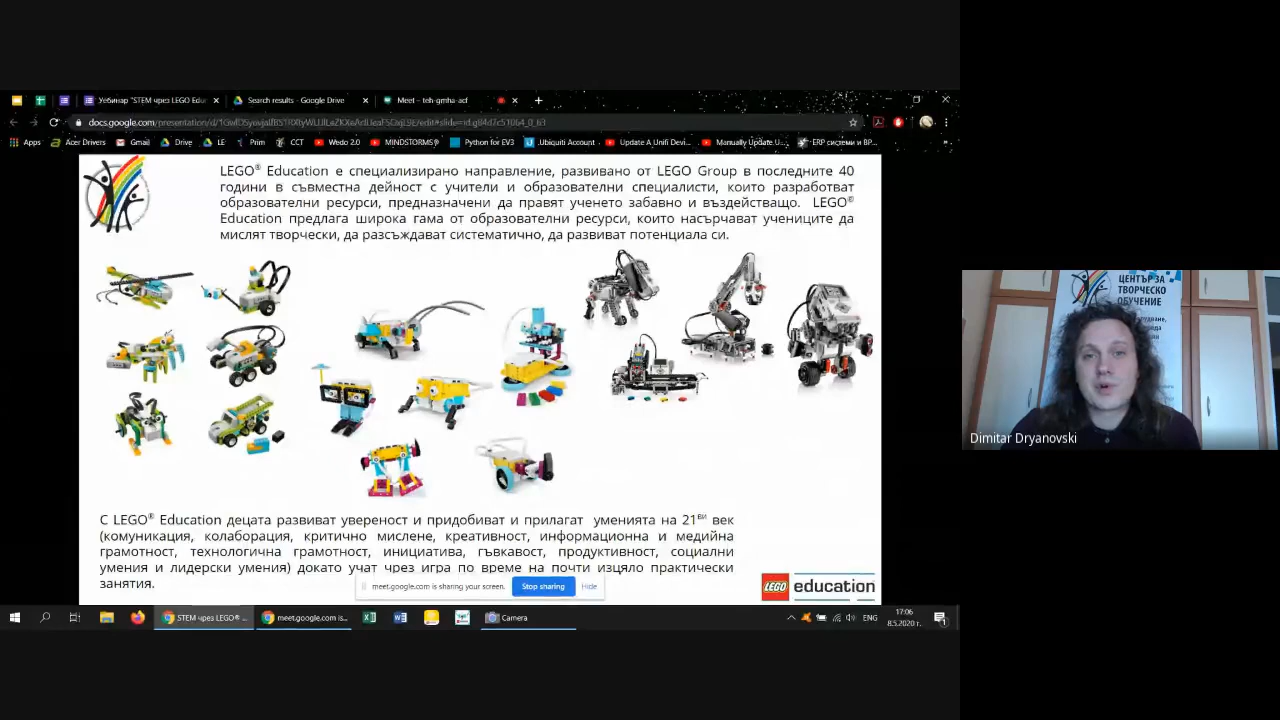 Уебинар "STEM чрез LEGO Edu
Search results - Google Drive
Meet – teh-gmha-acf
docs.google.com
Apps
Acer Drivers
Gmail
Drive
LE
Prim
CCT
Wedo 2.0
MINDSTORMS®
Python for EV3
Ubiquiti Account
Update A Unifi Devi...
Manually Update U...
ERP системи и BP...
LEGO® Education е специализирано направление, развивано от LEGO Group в последните 40
години в съвместна дейност с учители и образователни специалисти, които разработват
образователни ресурси, предназначени да правят ученето забавно и въздействащо. LEGO®
Education предлага широка гама от образователни ресурси, които насърчават учениците да
мислят творчески, да разсъждават систематично, да развиват потенциала си.
С LEGO® Education децата развиват увереност и придобиват и прилагат уменията на 21ви век
(комуникация, колаборация, критично мислене, креативност, информационна и медийна
грамотност, технологична грамотност, инициатива, гъвкавост, продуктивност, социални
умения и лидерски умения) докато учат чрез игра по време на почти изцяло практически
занятия.
meet.google.com is sharing your screen.
Stop sharing
Hide
LEGO education
STEM чрез LEGO® ...
meet.google.com is...
Camera
ENG
17:06
8.5.2020 г.
ЦЕНТЪР ЗА
ТВОРЧЕСКО
ОБУЧЕНИЕ
Dimitar Dryanovski